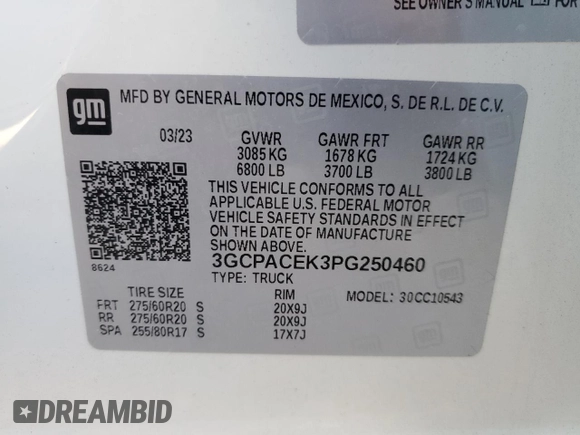 SEE OWNER'S MANUAL
FOR
gm
MFD BY GENERAL MOTORS DE MEXICO, S. DE R.L. DE C.V.
03/23 GVWR GAWR FRT GAWR RR
3085 KG 1678 KG 1724 KG
6800 LB 3700 LB 3800 LB
THIS VEHICLE CONFORMS TO ALL
APPLICABLE U.S. FEDERAL MOTOR
VEHICLE SAFETY STANDARDS IN EFFECT
ON THE DATE OF MANUFACTURE
SHOWN ABOVE.
3GCPACEK3PG250460
8624
TYPE: TRUCK
TIRE SIZE RIM MODEL: 30CC10543
FRT 275/60R20 S 20X9J
RR 275/60R20 S 20X9J
SPA 255/80R17 S 17X7J
DREAMBID